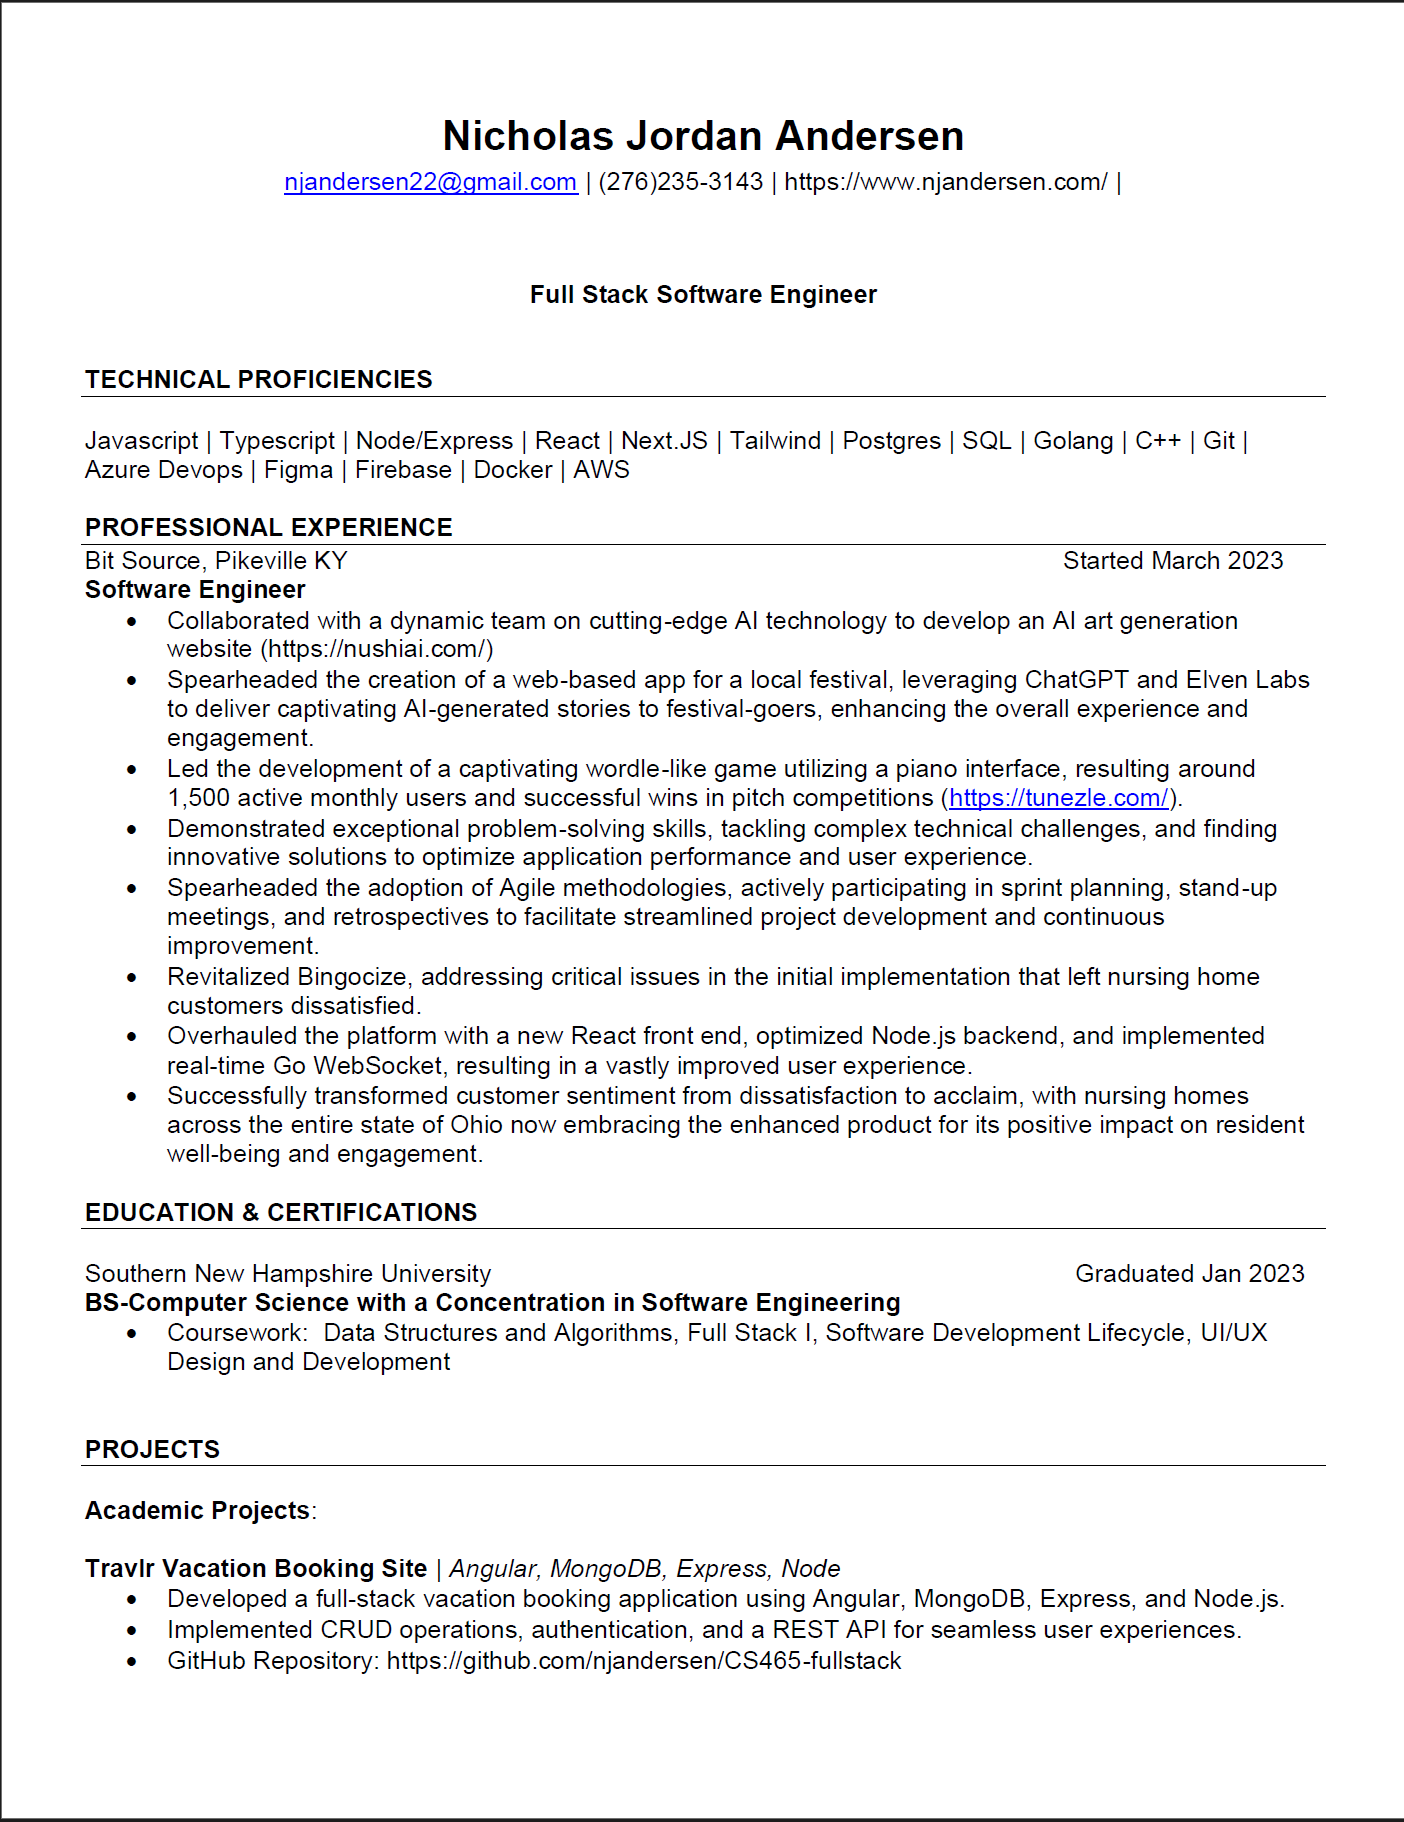 Nicholas Jordan Andersen
njandersen22@gmail.com | (276)235-3143 | https://www.njandersen.com/ |
Full Stack Software Engineer
TECHNICAL PROFICIENCIES
Javascript | Typescript | Node/Express | React | Next.JS | Tailwind | Postgres | SQL | Golang | C++ | Git |
Azure Devops | Figma | Firebase | Docker | AWS
PROFESSIONAL EXPERIENCE
Bit Source, Pikeville KY Started March 2023
Software Engineer
• Collaborated with a dynamic team on cutting-edge AI technology to develop an AI art generation
website (https://nushiai.com/)
• Spearheaded the creation of a web-based app for a local festival, leveraging ChatGPT and Elven Labs
to deliver captivating AI-generated stories to festival-goers, enhancing the overall experience and
engagement.
• Led the development of a captivating wordle-like game utilizing a piano interface, resulting around
1,500 active monthly users and successful wins in pitch competitions (https://tunezle.com/).
• Demonstrated exceptional problem-solving skills, tackling complex technical challenges, and finding
innovative solutions to optimize application performance and user experience.
• Spearheaded the adoption of Agile methodologies, actively participating in sprint planning, stand-up
meetings, and retrospectives to facilitate streamlined project development and continuous
improvement.
• Revitalized Bingocize, addressing critical issues in the initial implementation that left nursing home
customers dissatisfied.
• Overhauled the platform with a new React front end, optimized Node.js backend, and implemented
real-time Go WebSocket, resulting in a vastly improved user experience.
• Successfully transformed customer sentiment from dissatisfaction to acclaim, with nursing homes
across the entire state of Ohio now embracing the enhanced product for its positive impact on resident
well-being and engagement.
EDUCATION & CERTIFICATIONS
Southern New Hampshire University Graduated Jan 2023
BS-Computer Science with a Concentration in Software Engineering
• Coursework:  Data Structures and Algorithms, Full Stack I, Software Development Lifecycle, UI/UX
Design and Development
PROJECTS
Academic Projects:
Travlr Vacation Booking Site | Angular, MongoDB, Express, Node
• Developed a full-stack vacation booking application using Angular, MongoDB, Express, and Node.js.
• Implemented CRUD operations, authentication, and a REST API for seamless user experiences.
• GitHub Repository: https://github.com/njandersen/CS465-fullstack